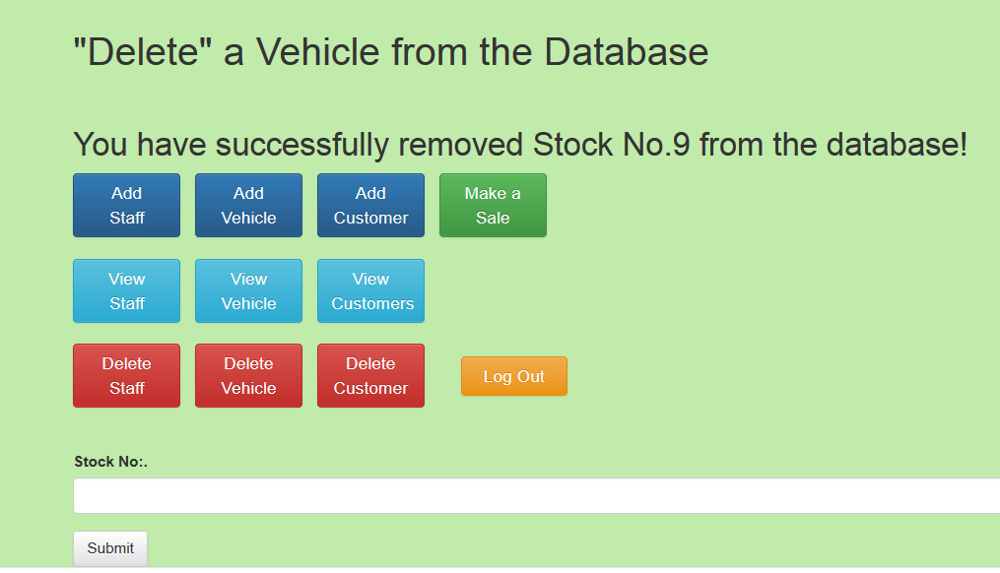 "Delete" a Vehicle from the Database
You have successfully removed Stock No.9 from the database!
Add
Staff
Add
Vehicle
Add
Customer
Make a
Sale
View
Staff
View
Vehicle
View
Customers
Delete
Staff
Delete
Vehicle
Delete
Customer
Log Out
Stock No:.
Submit